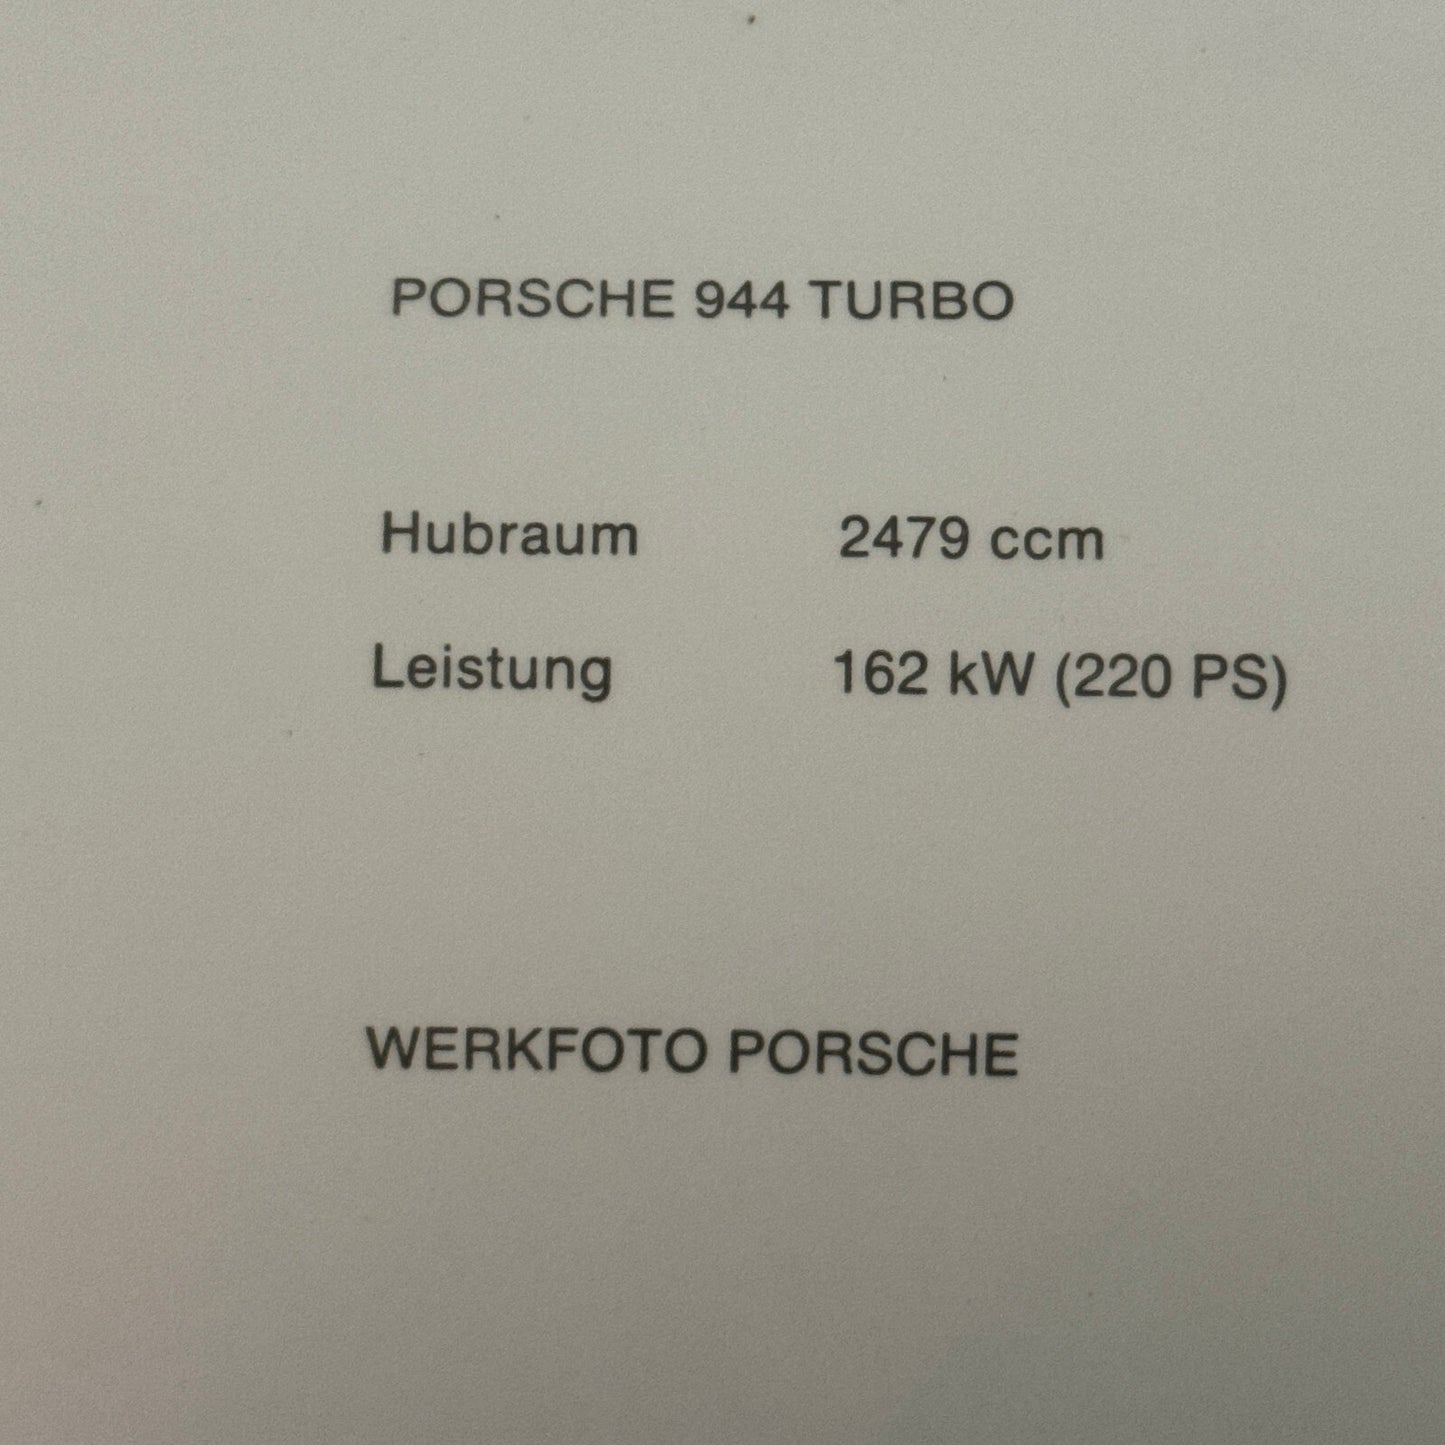 PORSCHE 944 TURBO
Hubraum 2479 ccm
Leistung 162 kW (220 PS)
WERKFOTO PORSCHE